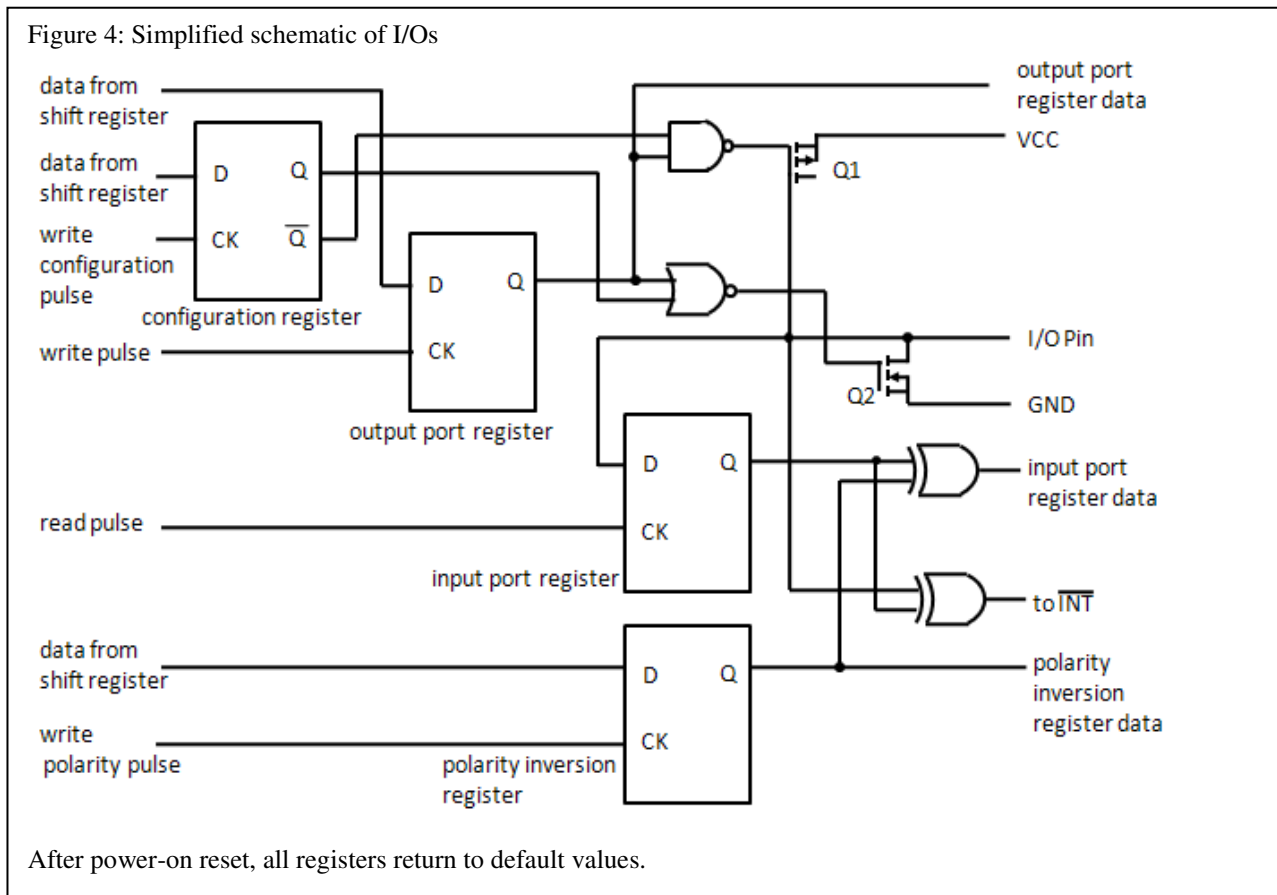 Figure 4: Simplified schematic of I/Os
data from
shift register
output port
register data
VCC
Q1
data from
shift register
D
Q
write
configuration
pulse
CK
Q
configuration register
D
Q
CK
write pulse
output port register
I/O Pin
Q2
GND
D
Q
input port
register data
read pulse
CK
input port register
to INT
data from
shift register
D
Q
polarity
inversion
register data
write
polarity pulse
CK
polarity inversion
register
After power-on reset, all registers return to default values.